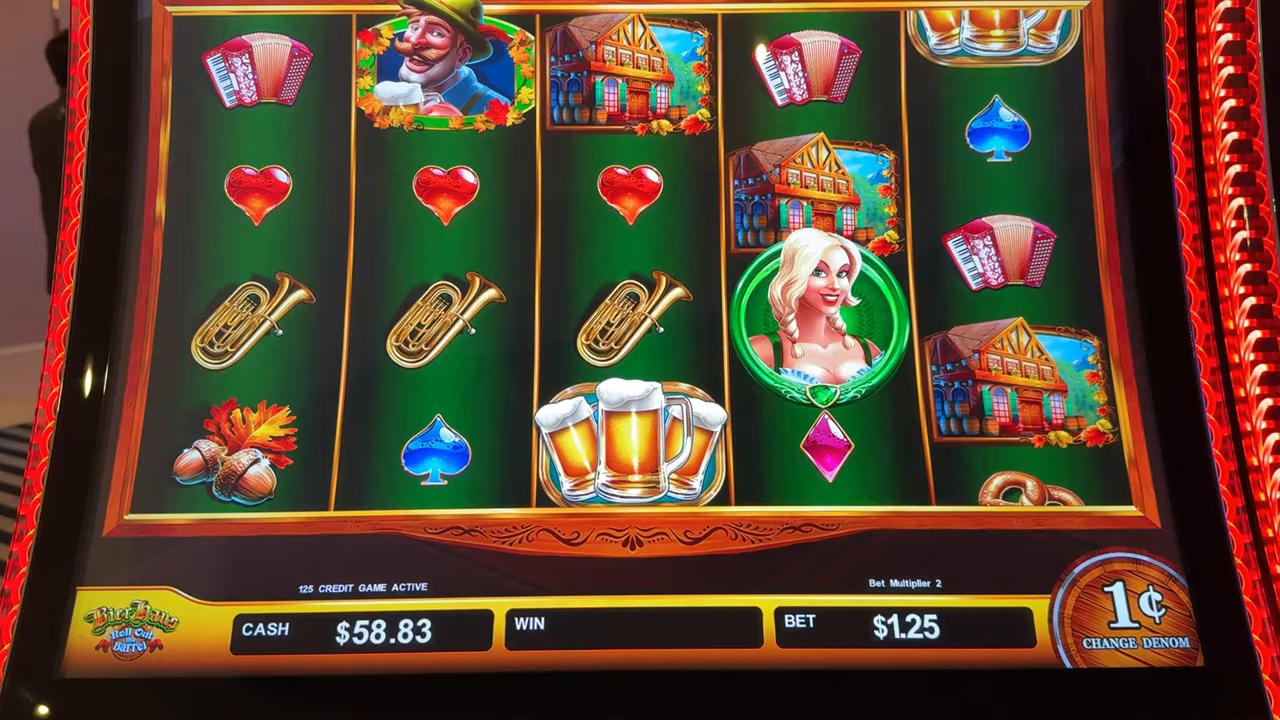 125 CREDIT GAME ACTIVE
Bet Multiplier 2
Bier Haus
Roll Out
the
Barrel
CASH $58.83
WIN
BET $1.25
1¢
CHANGE DENOM